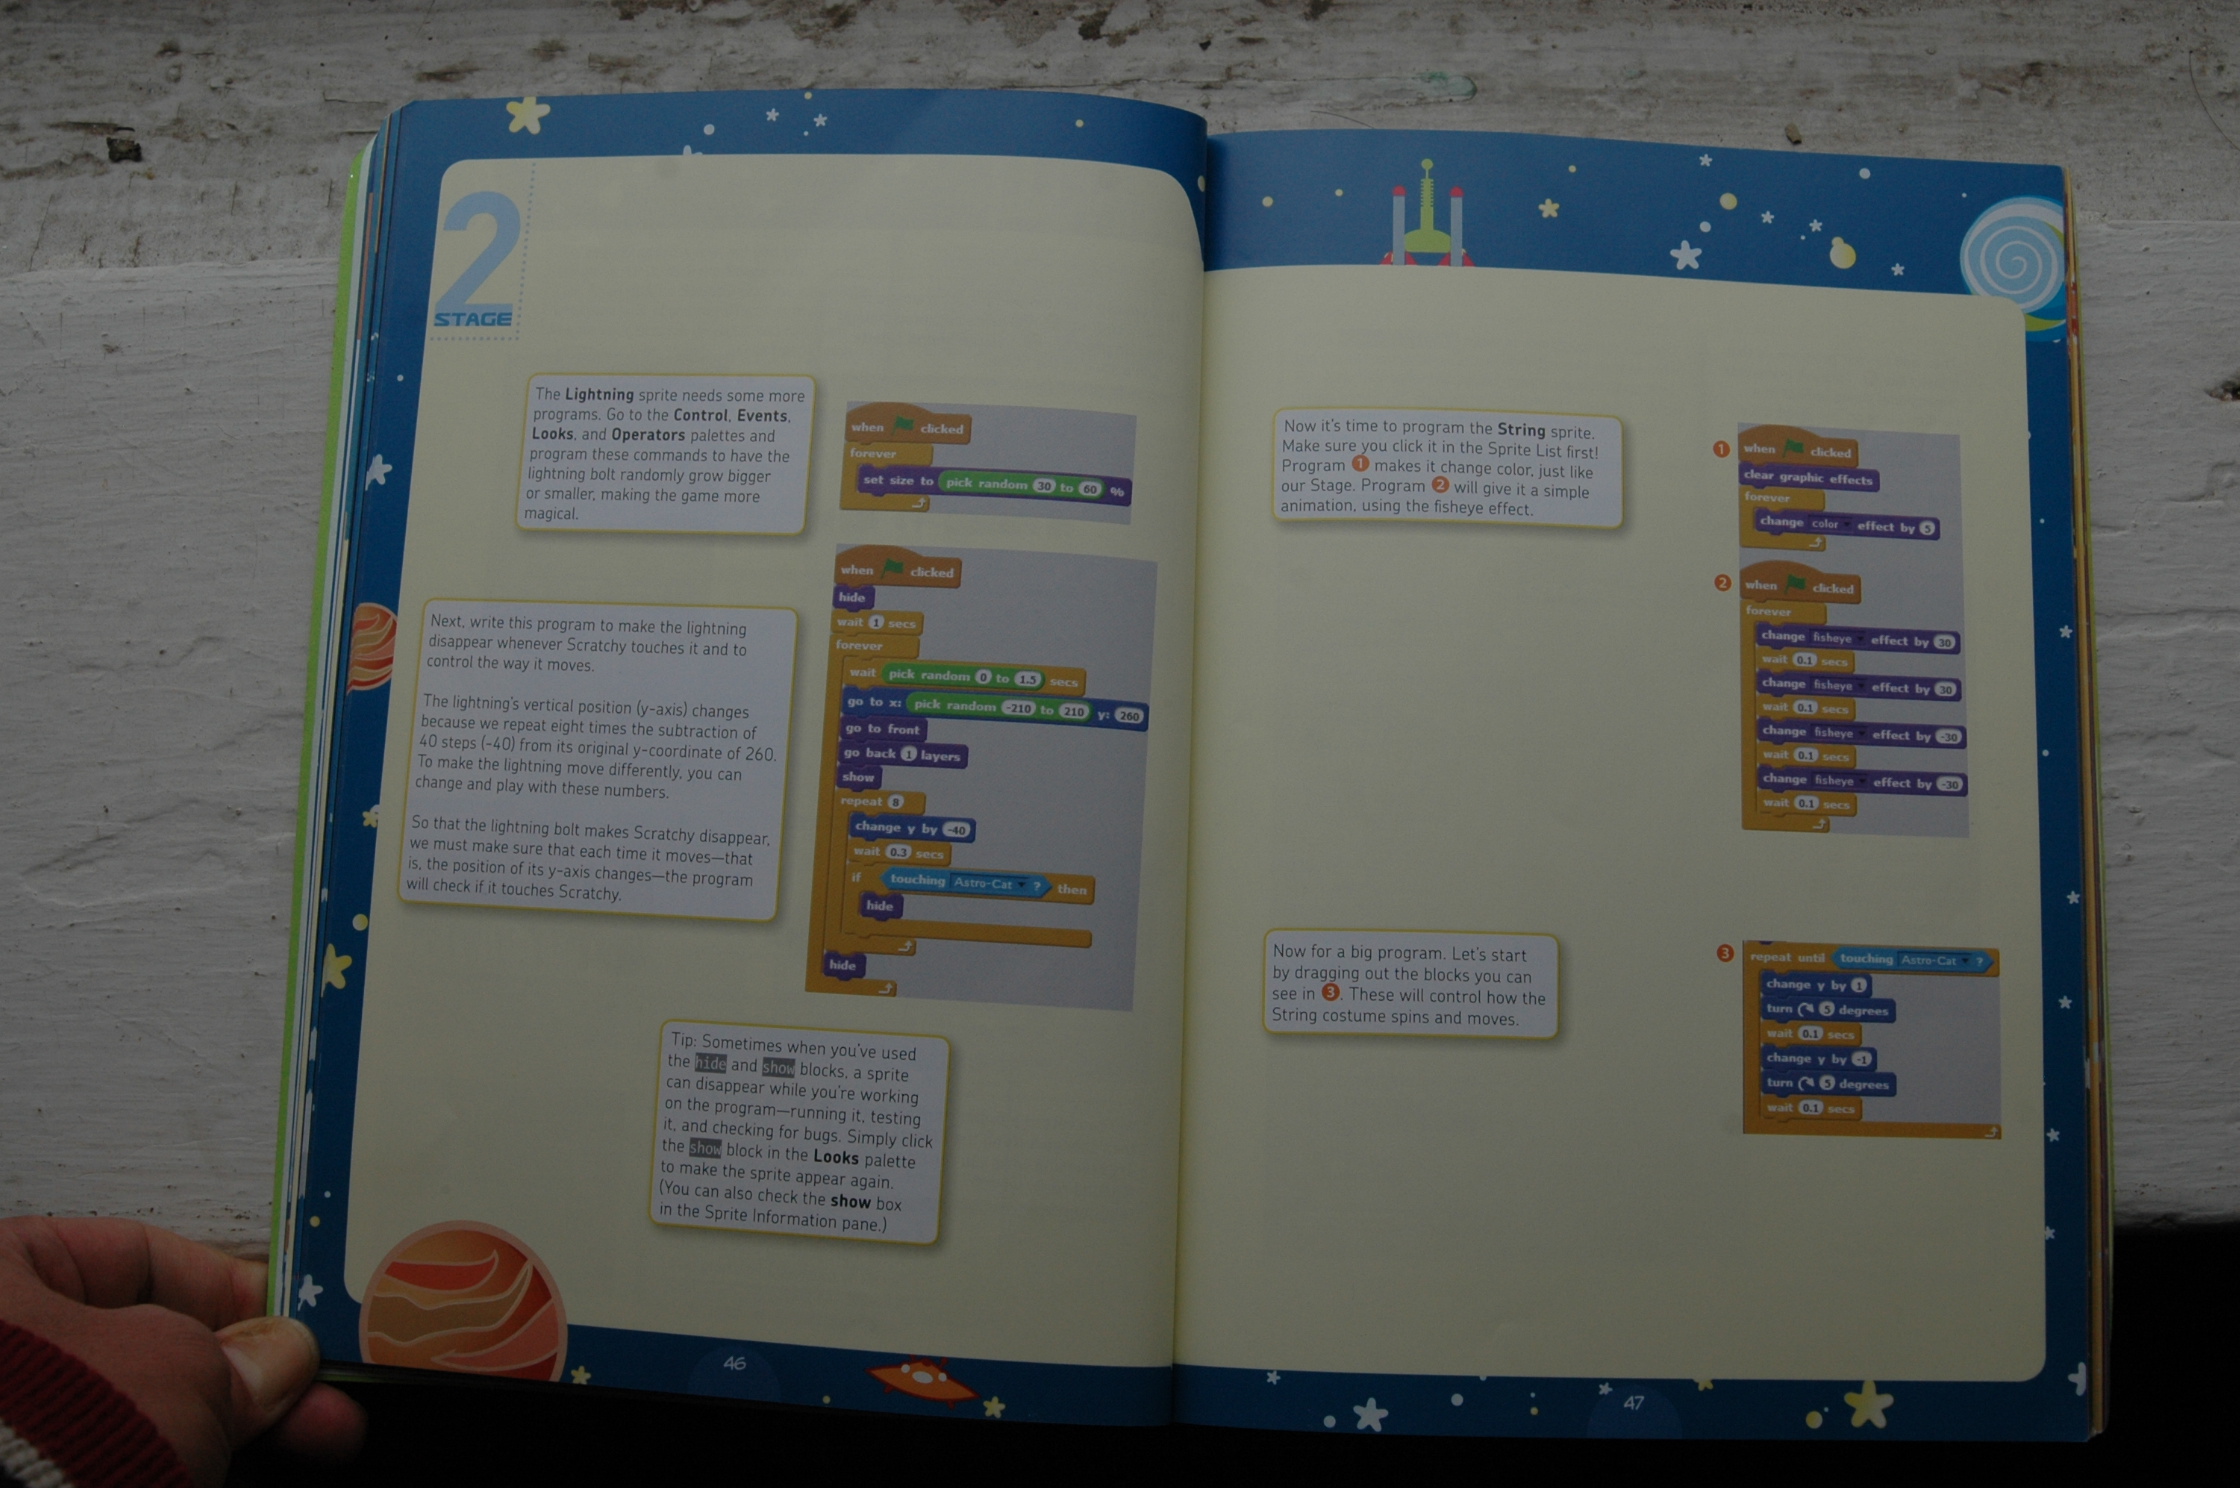 2
STAGE
The Lightning sprite needs some more
programs. Go to the Control, Events,
Looks, and Operators palettes and
program these commands to have the
lightning bolt randomly grow bigger
or smaller, making the game more
magical.
when clicked
forever
set size to pick random 30 to 60 %
Next, write this program to make the lightning
disappear whenever Scratchy touches it and to
control the way it moves.
The lightning's vertical position (y-axis) changes
because we repeat eight times the subtraction of
40 steps (-40) from its original y-coordinate of 260.
To make the lightning move differently, you can
change and play with these numbers.
So that the lightning bolt makes Scratchy disappear,
we must make sure that each time it moves—that
is, the position of its y-axis changes—the program
will check if it touches Scratchy.
when clicked
hide
wait 1 secs
forever
wait pick random 0 to 1.5 secs
go to x: pick random -210 to 210 y: 260
go to front
go back 1 layers
show
repeat 8
change y by -40
wait 0.3 secs
if touching Astro-Cat ? then
hide
hide
Tip: Sometimes when you've used
the hide and show blocks, a sprite
can disappear while you're working
on the program—running it, testing
it, and checking for bugs. Simply click
the show block in the Looks palette
to make the sprite appear again.
(You can also check the show box
in the Sprite Information pane.)
46
Now it's time to program the String sprite.
Make sure you click it in the Sprite List first!
Program 1 makes it change color, just like
our Stage. Program 2 will give it a simple
animation, using the fisheye effect.
1
when clicked
clear graphic effects
forever
change color effect by 5
2
when clicked
forever
change fisheye effect by 30
wait 0.1 secs
change fisheye effect by 30
wait 0.1 secs
change fisheye effect by -30
wait 0.1 secs
change fisheye effect by -30
wait 0.1 secs
Now for a big program. Let's start
by dragging out the blocks you can
see in 3. These will control how the
String costume spins and moves.
3
repeat until touching Astro-Cat ?
change y by 1
turn 5 degrees
wait 0.1 secs
change y by -1
turn 5 degrees
wait 0.1 secs
47